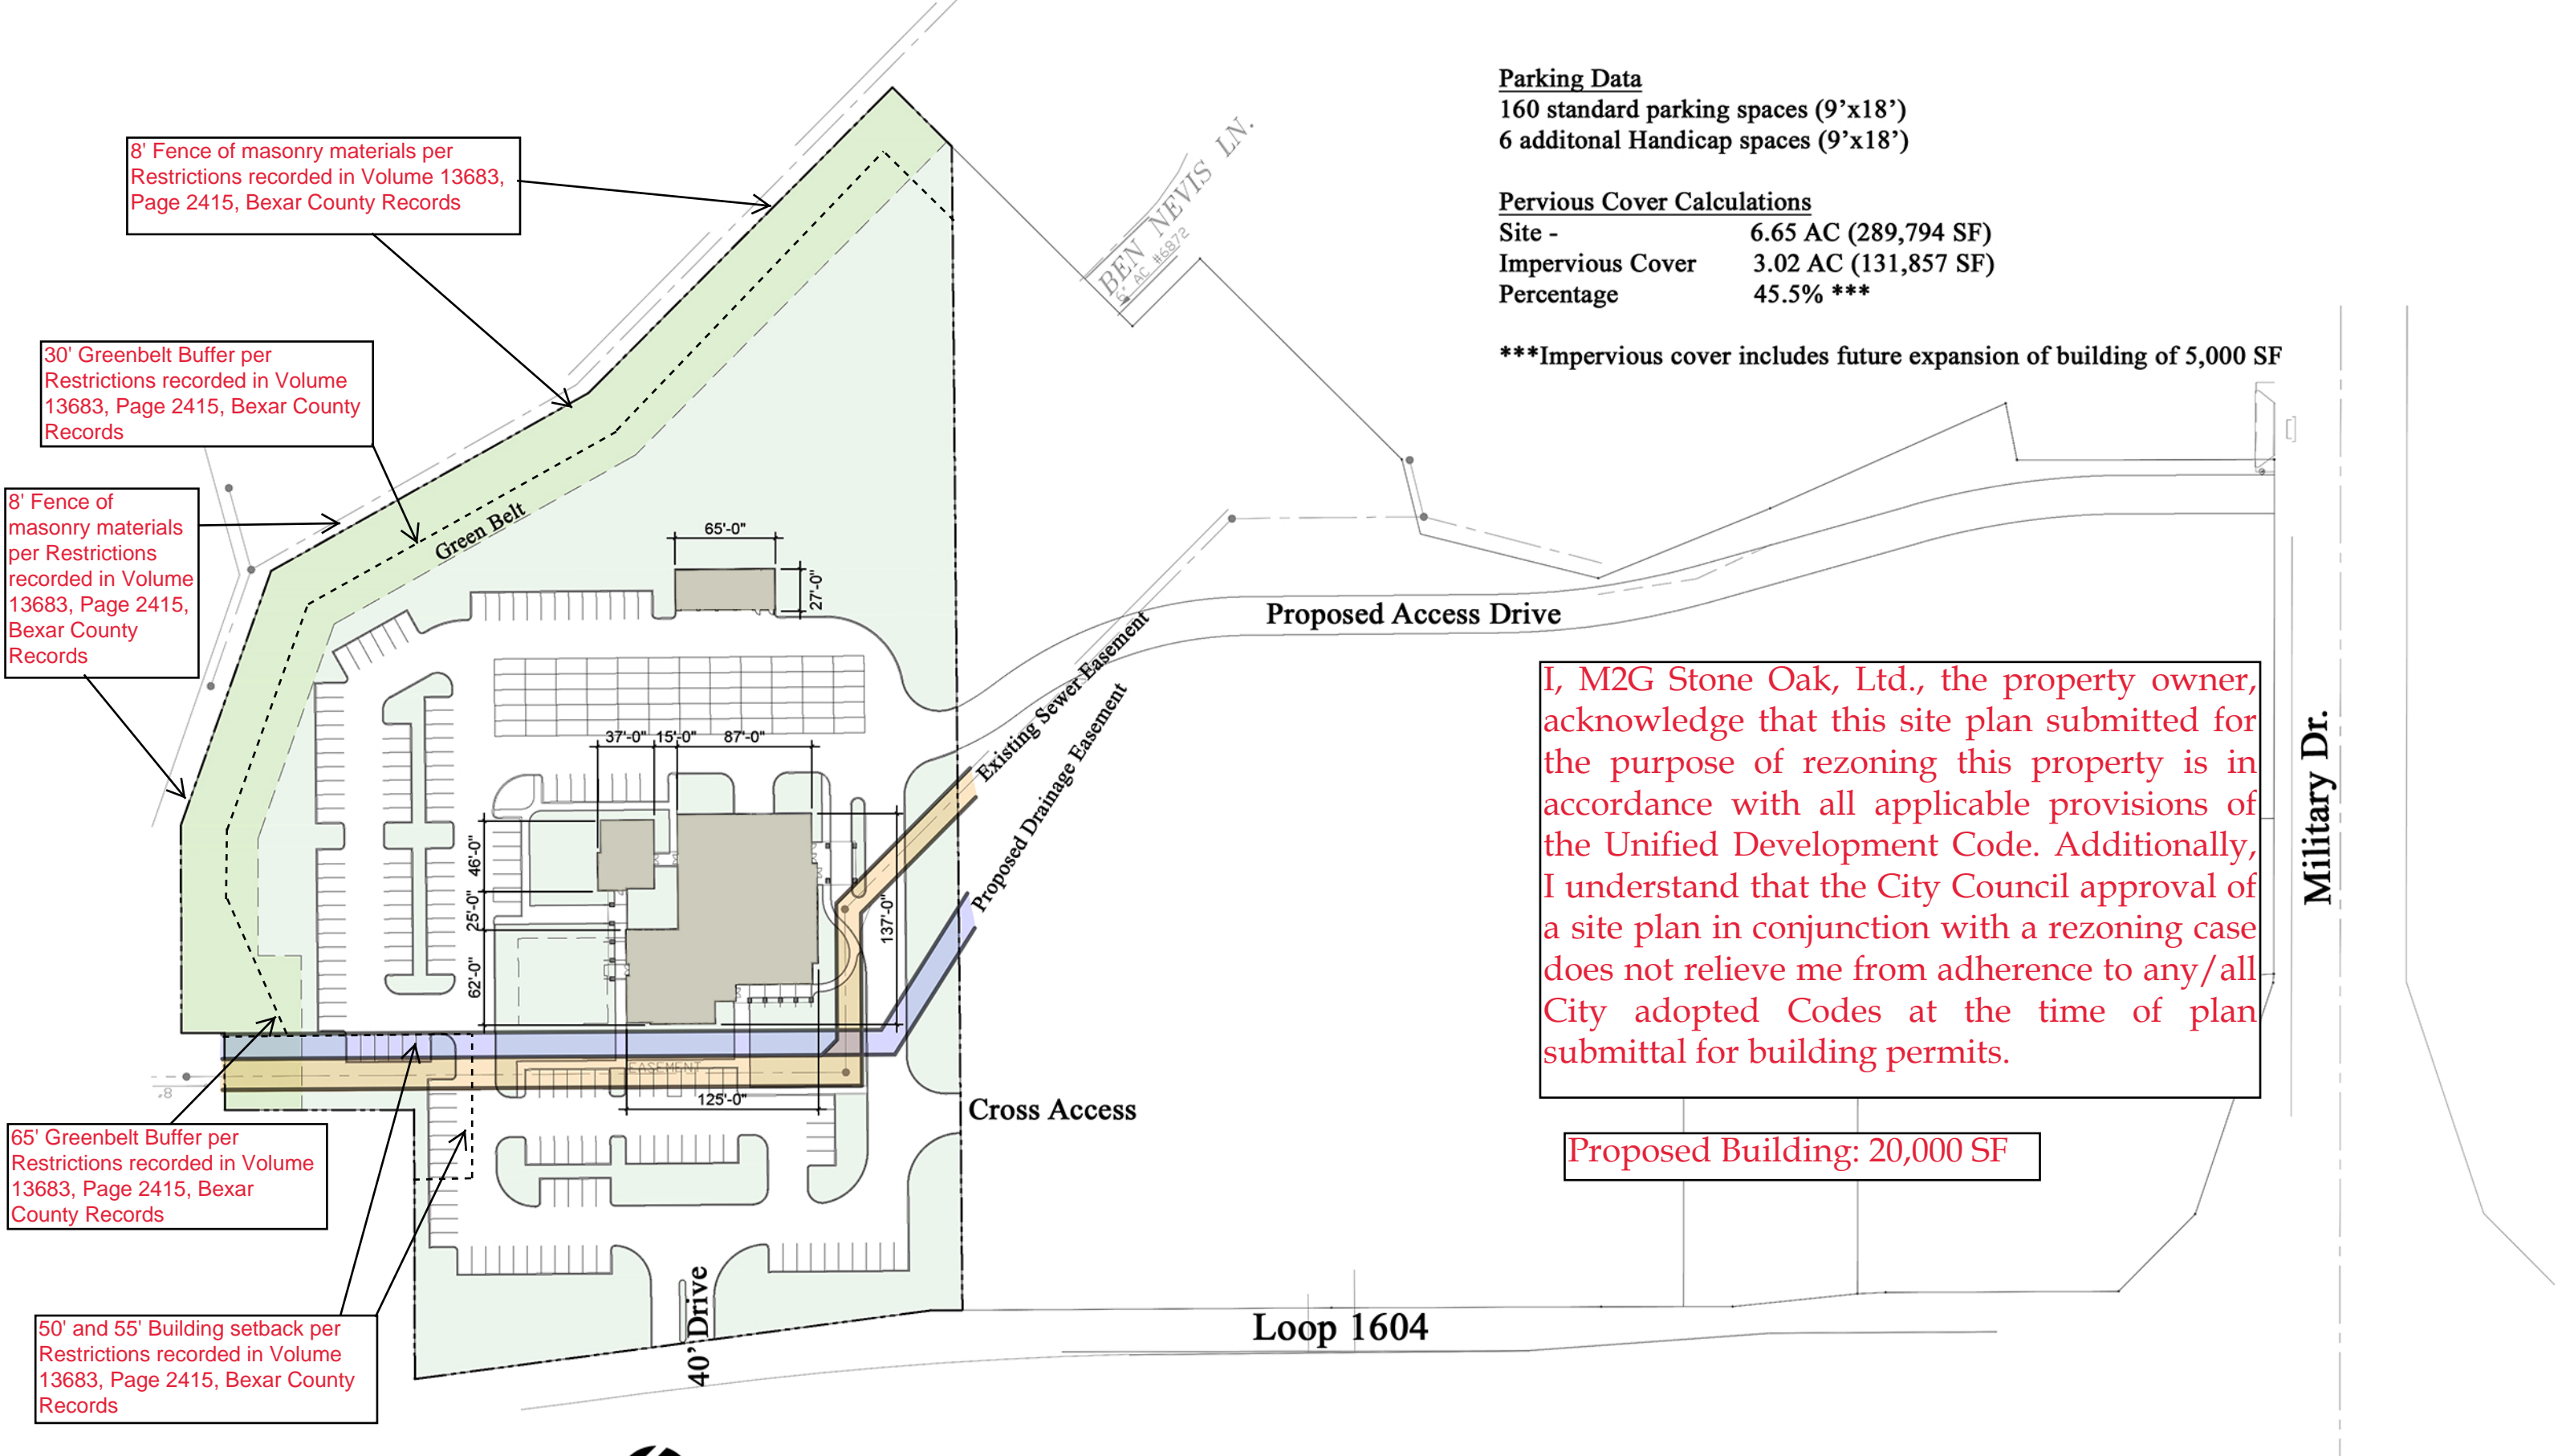 Parking Data
160 standard parking spaces (9’x18’)
6 additonal Handicap spaces (9’x18’)
Pervious Cover Calculations
Site - 6.65 AC (289,794 SF)
Impervious Cover 3.02 AC (131,857 SF)
Percentage 45.5% ***
***Impervious cover includes future expansion of building of 5,000 SF
8' Fence of masonry materials per
Restrictions recorded in Volume 13683,
Page 2415, Bexar County Records
BEN NEVIS LN.
6" AC #6872
30' Greenbelt Buffer per
Restrictions recorded in Volume
13683, Page 2415, Bexar County
Records
8' Fence of
masonry materials
per Restrictions
recorded in Volume
13683, Page 2415,
Bexar County
Records
Green Belt
65'-0"
27'-0"
Proposed Access Drive
Existing Sewer Easement
Proposed Drainage Easement
37'-0" 15'-0" 87'-0"
46'-0"
25'-0"
62'-0"
137'-0"
EASEMENT
125'-0"
8"
Cross Access
I, M2G Stone Oak, Ltd., the property owner,
acknowledge that this site plan submitted for
the purpose of rezoning this property is in
accordance with all applicable provisions of
the Unified Development Code. Additionally,
I understand that the City Council approval of
a site plan in conjunction with a rezoning case
does not relieve me from adherence to any/all
City adopted Codes at the time of plan
submittal for building permits.
Military Dr.
Proposed Building: 20,000 SF
65' Greenbelt Buffer per
Restrictions recorded in Volume
13683, Page 2415, Bexar
County Records
50' and 55' Building setback per
Restrictions recorded in Volume
13683, Page 2415, Bexar County
Records
40’ Drive
Loop 1604